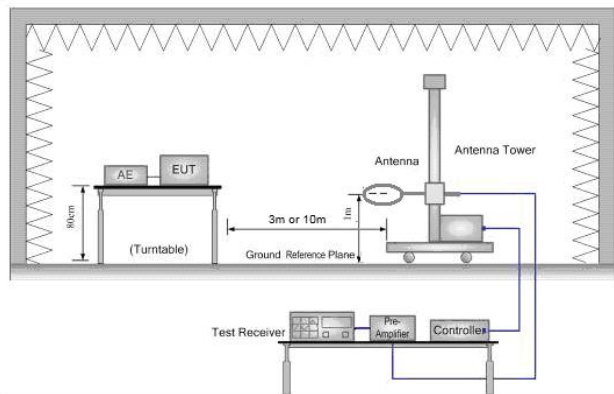 Antenna
Antenna Tower
AE
EUT
80cm
(Turntable)
3m or 10m
1m
Ground Reference Plane
Test Receiver
Pre-
Amplifier
Controller